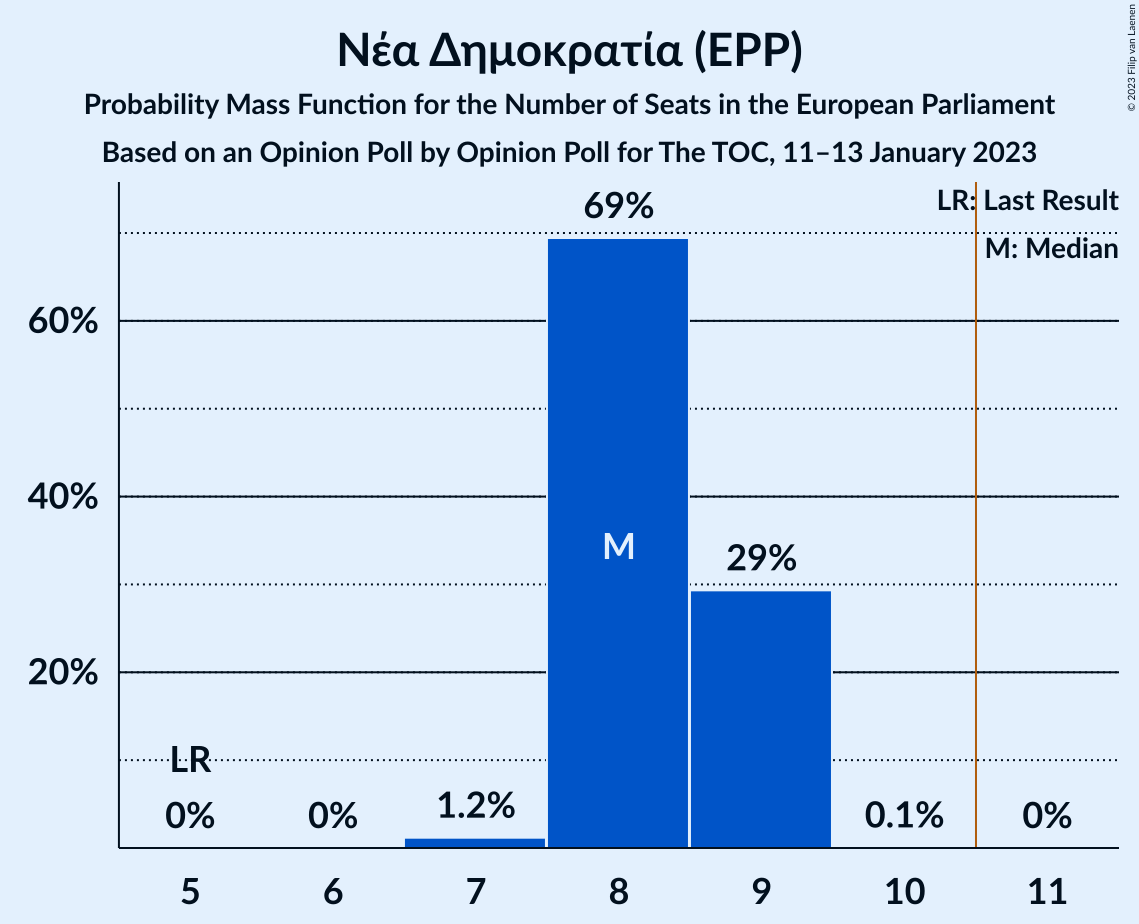 Νέα Δημοκρατία (EPP)
Probability Mass Function for the Number of Seats in the European Parliament
Based on an Opinion Poll by Opinion Poll for The TOC, 11–13 January 2023
© 2023 Filip van Laenen
LR: Last Result
M: Median
69%
60%
40%
M
29%
20%
LR
0%
0%
1.2%
0.1%
0%
5
6
7
8
9
10
11